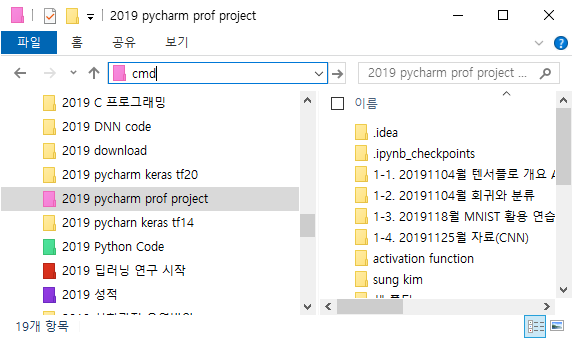 2019 pycharm prof project
파일 홈 공유 보기
cmd
2019 pycharm prof project ...
2019 C 프로그래밍
2019 DNN code
2019 download
2019 pycharm keras tf20
2019 pycharm prof project
2019 pycharn keras tf14
2019 Python Code
2019 딥러닝 연구 시작
2019 성적
이름
.idea
.ipynb_checkpoints
1-1. 20191104월 텐서플로 개요 A
1-2. 20191104월 회귀와 분류
1-3. 2019118월 MNIST 활용 연습
1-4. 20191125월 자료(CNN)
activation function
sung kim
19개 항목